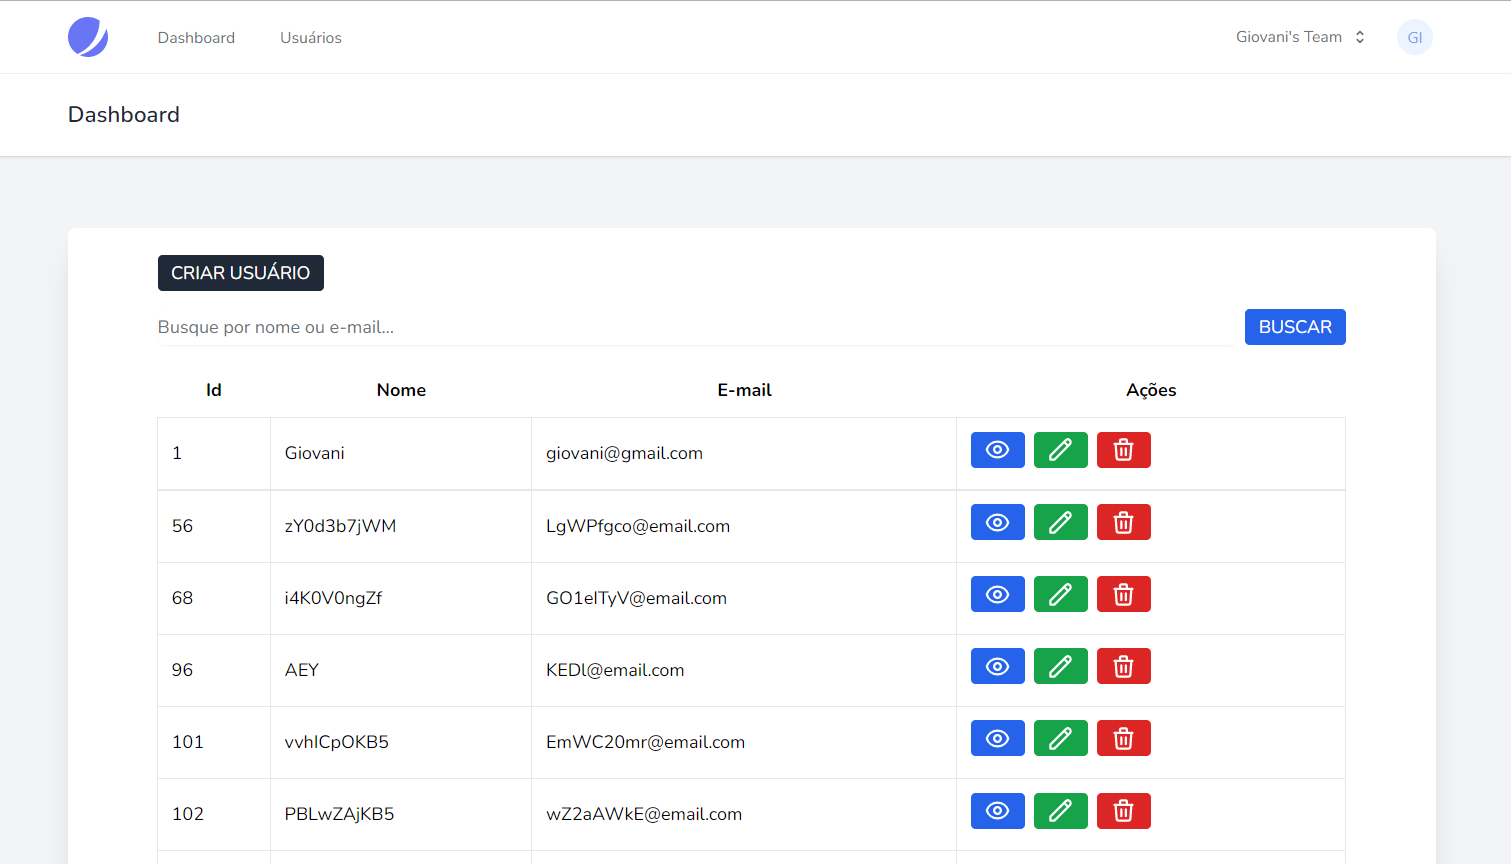 Dashboard Usuários Giovani's Team GI
Dashboard
CRIAR USUÁRIO
Busque por nome ou e-mail... BUSCAR
Id Nome E-mail Ações
1 Giovani giovani@gmail.com
56 zY0d3b7jWM LgWPfgco@email.com
68 i4K0V0ngZf GO1eITyV@email.com
96 AEY KEDl@email.com
101 vvhICpOKB5 EmWC20mr@email.com
102 PBLwZAjKB5 wZ2aAWkE@email.com